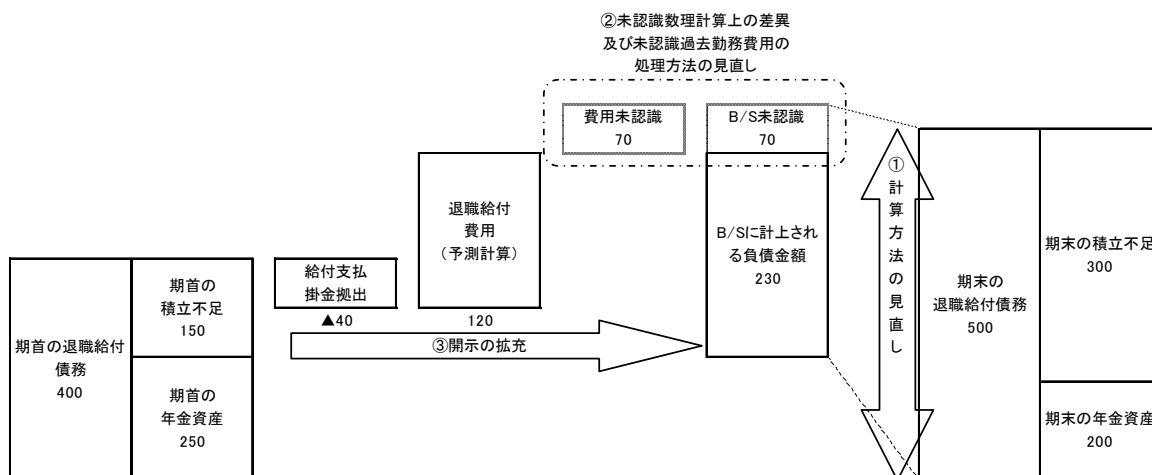 ②未認識数理計算上の差異
及び未認識過去勤務費用の
処理方法の見直し
費用未認識
70
B/S未認識
70
①計算方法の見直し
退職給付
費用
(予測計算)
120
B/Sに計上され
る負債金額
230
給付支払
掛金拠出
▲40
③開示の拡充
期首の退職給付
債務
400
期首の
積立不足
150
期首の
年金資産
250
期末の
退職給付債務
500
期末の積立不足
300
期末の年金資産
200